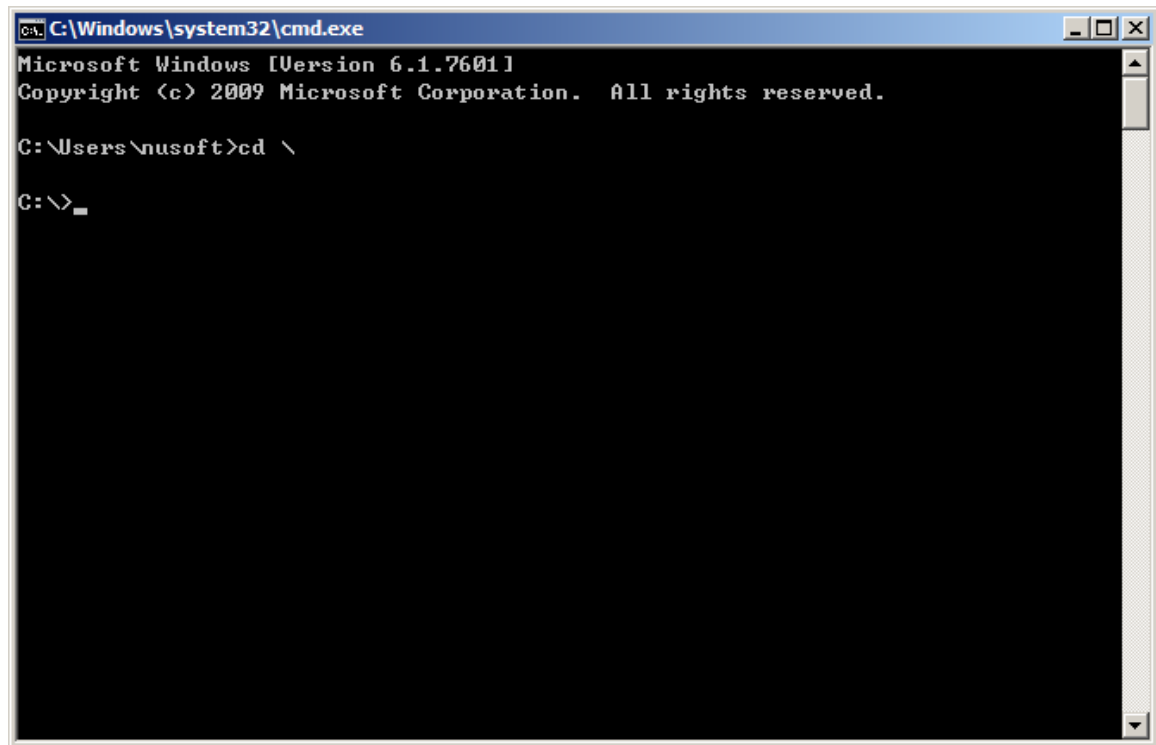 C:\Windows\system32\cmd.exe
Microsoft Windows [Version 6.1.7601]
Copyright (c) 2009 Microsoft Corporation.  All rights reserved.
C:\Users\nusoft>cd \
C:\>_